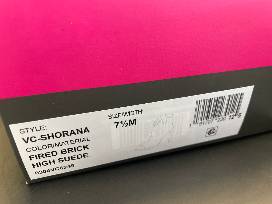 STYLE:
VC-SHORANA
COLOR/MATERIAL
FIRED BRICK
HIGH SUEDE
SIZE/WIDTH
7½M